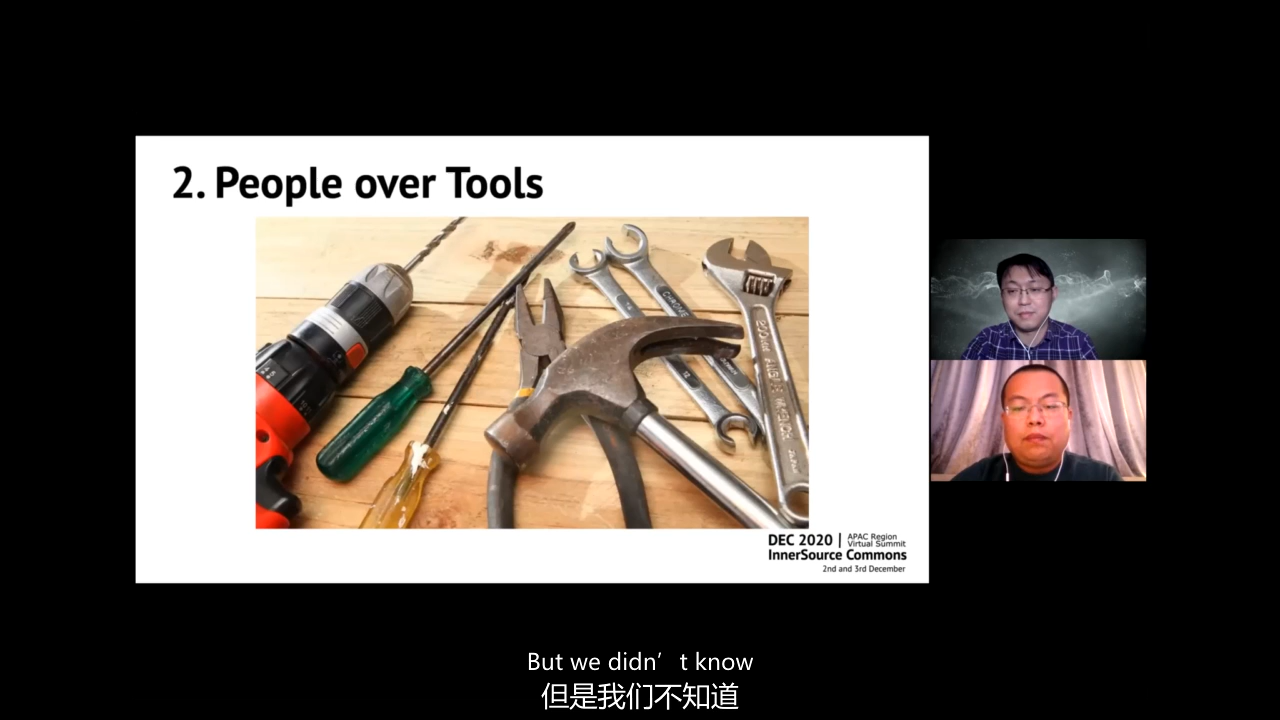 2. People over Tools
DEC 2020 | APAC Region
Virtual Summit
InnerSource Commons
2nd and 3rd December
But we didn’t know
但是我们不知道